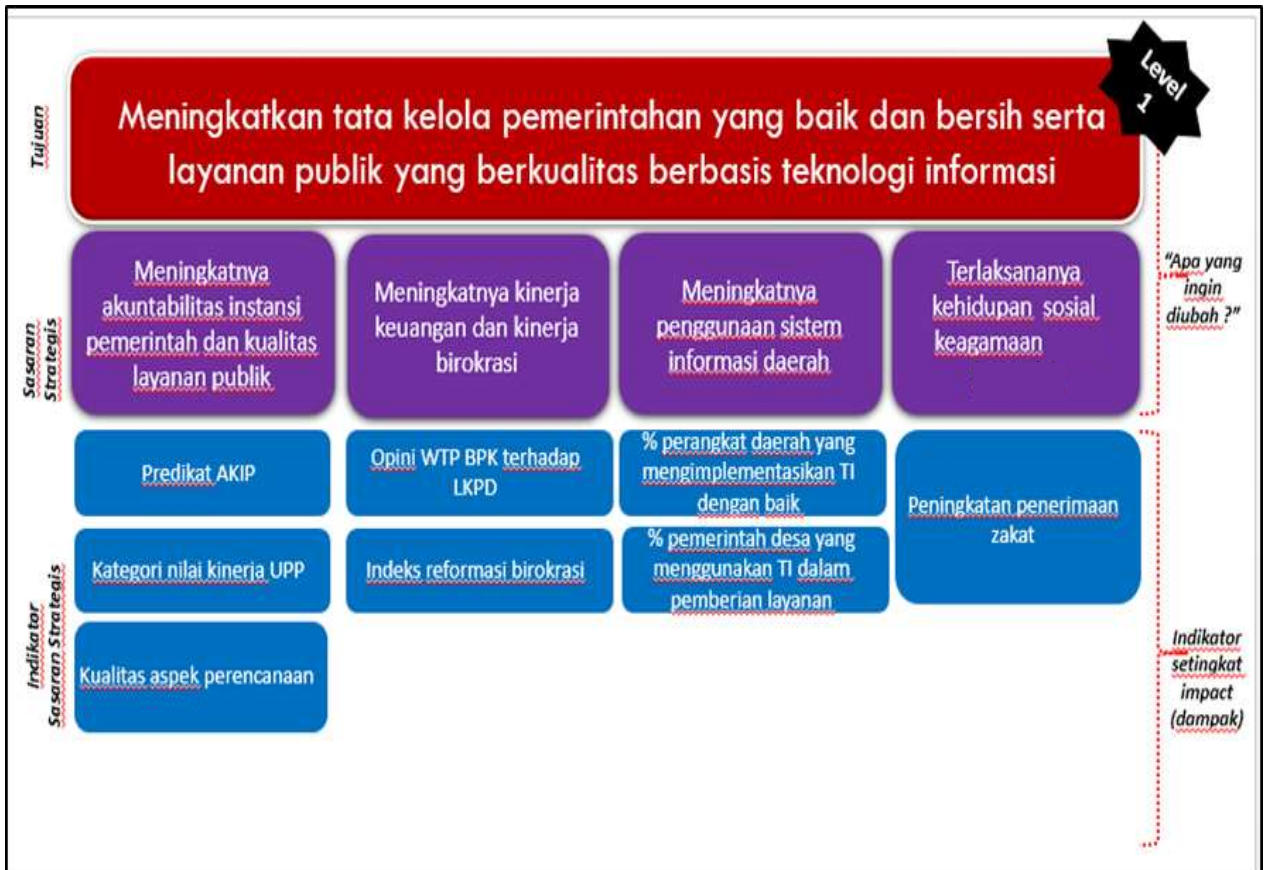 Tujuan
Meningkatkan tata kelola pemerintahan yang baik dan bersih serta
layanan publik yang berkualitas berbasis teknologi informasi
Level
1
Sasaran
Strategis
Meningkatnya
akuntabilitas instansi
pemerintah dan kualitas
layanan publik
Meningkatnya kinerja
keuangan dan kinerja
birokrasi
Meningkatnya
penggunaan sistem
informasi daerah
Terlaksananya
kehidupan sosial
keagamaan
“Apa yang
ingin
diubah ?”
Indikator
Sasaran Strategis
Predikat AKIP
Kategori nilai kinerja UPP
Kualitas aspek perencanaan
Opini WTP BPK terhadap
LKPD
Indeks reformasi birokrasi
% perangkat daerah yang
mengimplementasikan TI
dengan baik
% pemerintah desa yang
menggunakan TI dalam
pemberian layanan
Peningkatan penerimaan
zakat
Indikator
setingkat
impact
(dampak)